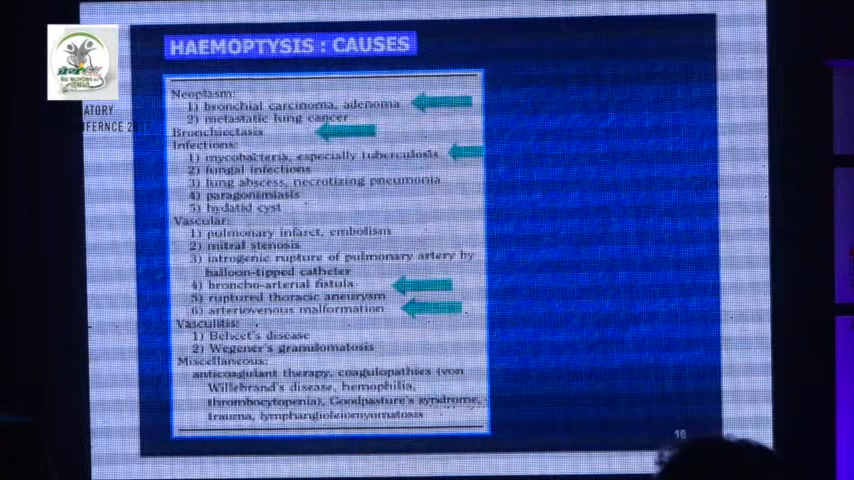 HAEMOPTYSIS : CAUSES
Neoplasm:
1) bronchial carcinoma, adenoma
2) metastatic lung cancer
Bronchiectasis
Infections:
1) mycobacteria, especially tuberculosis
2) fungal infections
3) lung abscess, necrotizing pneumonia
4) paragonimiasis
5) hydatid cyst
Vascular:
1) pulmonary infarct, embolism
2) mitral stenosis
3) iatrogenic rupture of pulmonary artery by
balloon-tipped catheter
4) broncho-arterial fistula
5) ruptured thoracic aneurysm
6) arteriovenous malformation
Vasculitis:
1) Behcet's disease
2) Wegener's granulomatosis
Miscellaneous:
anticoagulant therapy, coagulopathies (von
Willebrand's disease, hemophilia,
thrombocytopenia), Goodpasture's syndrome,
trauma, lymphangioleiomyomatosis
ATORY
NFERNCE